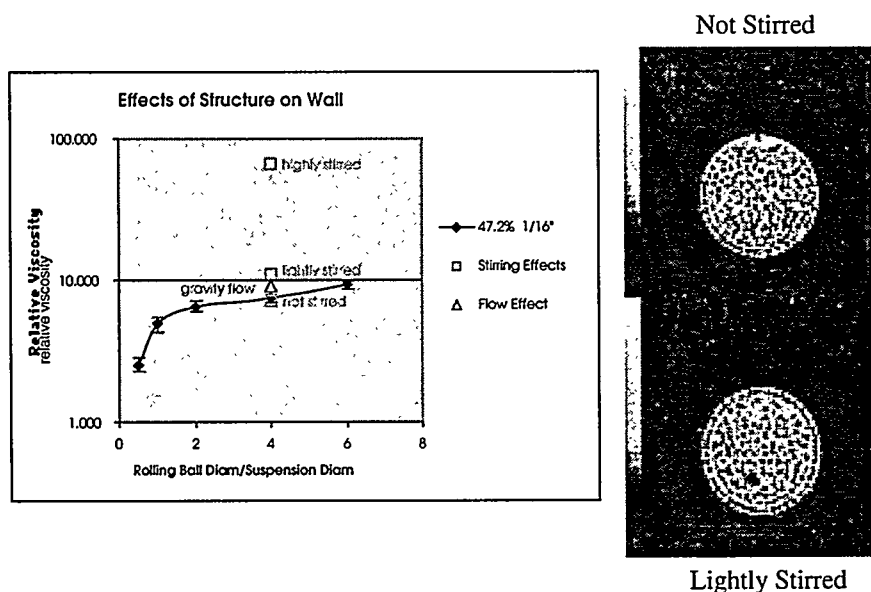 Not Stirred
Effects of Structure on Wall
100.000
highly stirred
47.2% 1/16"
Relative Viscosity
relative viscosity
lightly stirred
10.000
Stirring Effects
gravity flow
not stirred
Flow Effect
1.000
0 2 4 6 8
Rolling Ball Diam/Suspension Diam
Lightly Stirred